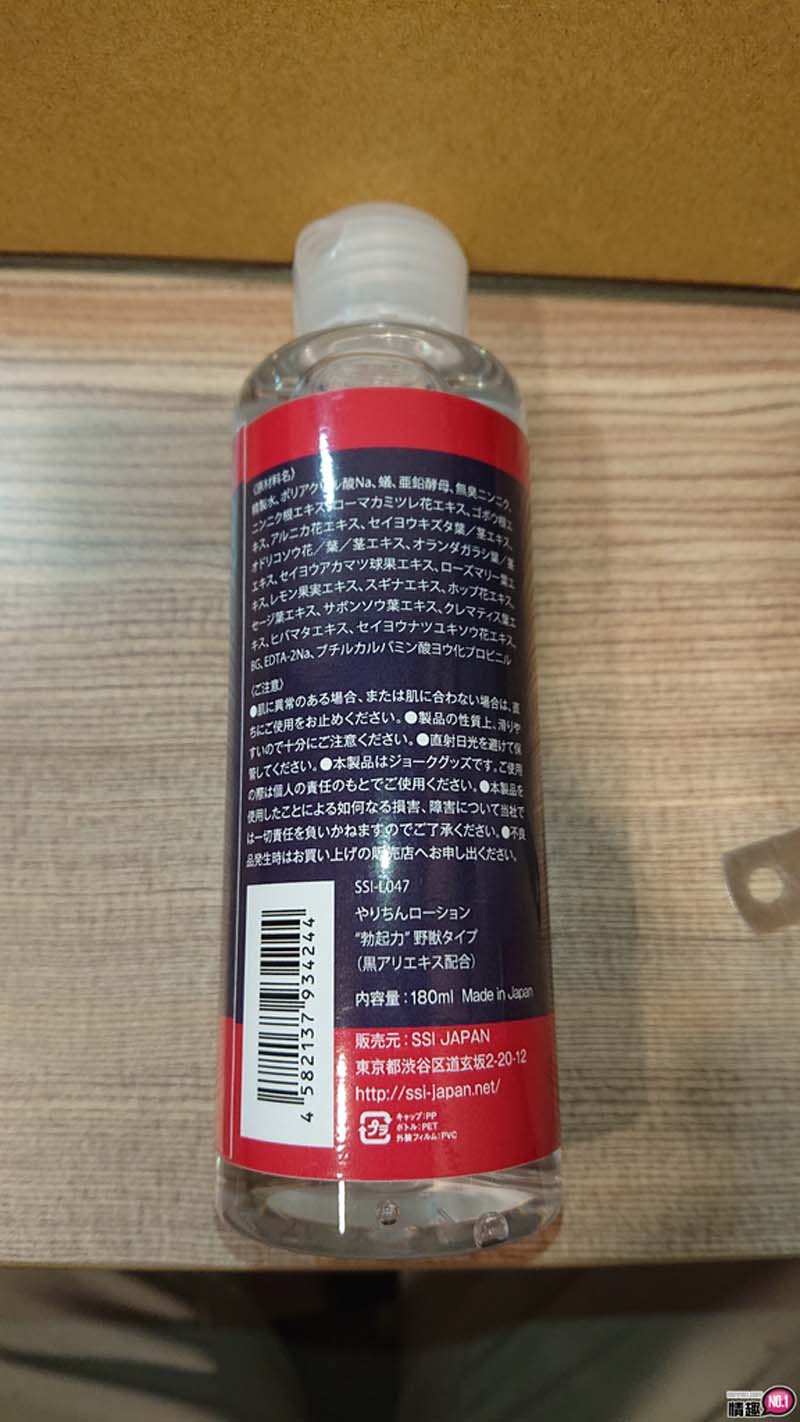 〈原材料名〉
精製水、ポリアクリル酸Na、蟻、亜鉛酵母、無臭ニンニク、
ニンニク根エキス、ローマカミツレ花エキス、ゴボウ根エ
キス、アルニカ花エキス、セイヨウキズタ葉／茎エキス、
オドリコソウ花／葉／茎エキス、オランダガラシ葉／茎
エキス、セイヨウアカマツ球果エキス、ローズマリー葉エ
キス、レモン果実エキス、スギナエキス、ホップ花エキス、
セージ葉エキス、サボンソウ葉エキス、クレマティス葉エ
キス、ヒバマタエキス、セイヨウナツユキソウ花エキス、
BG、EDTA-2Na、ブチルカルバミン酸ヨウ化プロピニル
〈ご注意〉
●肌に異常のある場合、または肌に合わない場合は、直
ちにご使用をお止めください。●製品の性質上、滑りや
すいので十分にご注意ください。●直射日光を避けて保
管してください。●本製品はジョークグッズです。ご使用
の際は個人の責任のもとでご使用ください。●本製品を
使用したことによる如何なる損害、障害について当社で
は一切責任を負いかねますのでご了承ください。●不良
品発生時はお買い上げの販売店へお申し出ください。
SSI-L047
やりちんローション
“勃起力” 野獣タイプ
（黒アリエキス配合）
内容量：180ml Made in Japan
4 582137 934244
販売元：SSI JAPAN
東京都渋谷区道玄坂2-20-12
http://ssi-japan.net/
プラ
キャップ：PP
ボトル：PET
外装フィルム：PVC
情趣 NO.1